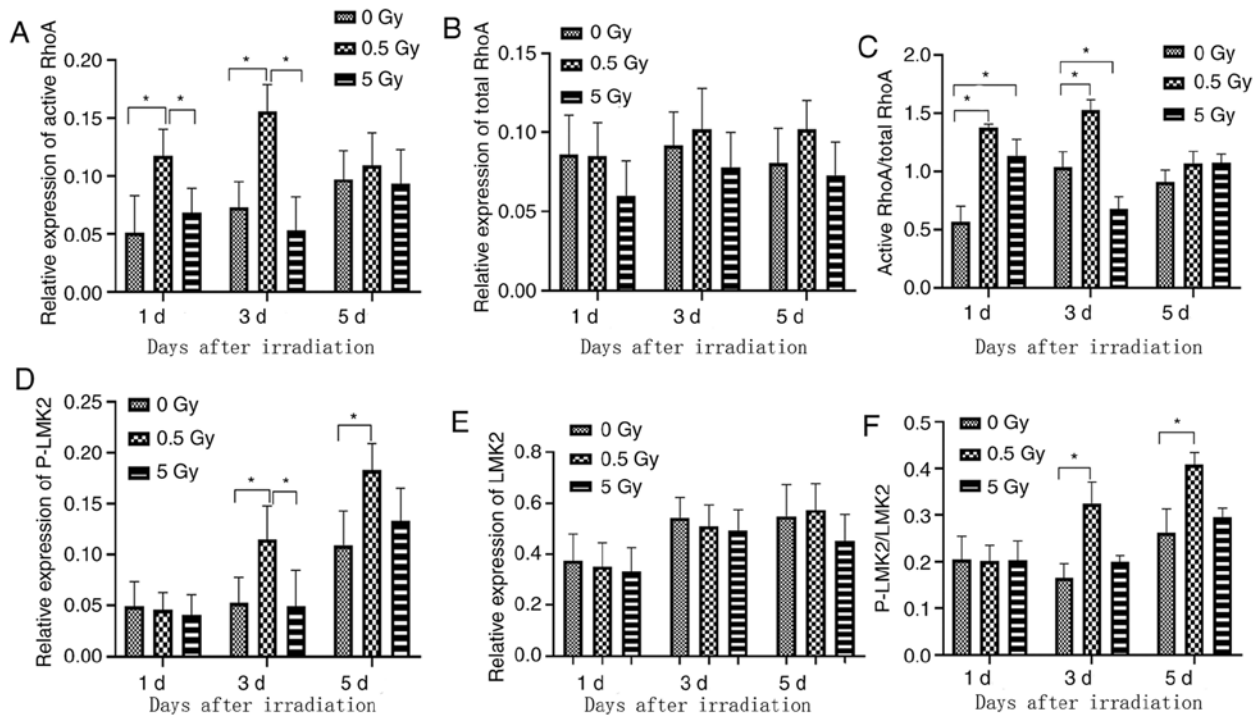 A
Relative expression of active RhoA
0 Gy
0.5 Gy
5 Gy
0.20
0.15
0.10
0.05
0.00
* *
* *
1 d 3 d 5 d
Days after irradiation
B
Relative expression of total RhoA
0 Gy
0.5 Gy
5 Gy
0.15
0.10
0.05
0.00
1 d 3 d 5 d
Days after irradiation
C
Active RhoA/total RhoA
0 Gy
0.5 Gy
5 Gy
2.0
1.5
1.0
0.5
0.0
*
*
*
*
1 d 3 d 5 d
Days after irradiation
D
Relative expression of P-LMK2
0 Gy
0.5 Gy
5 Gy
0.25
0.20
0.15
0.10
0.05
0.00
* *
*
1 d 3 d 5 d
Days after irradiation
E
Relative expression of LMK2
0 Gy
0.5 Gy
5 Gy
0.8
0.6
0.4
0.2
0.0
1 d 3 d 5 d
Days after irradiation
F
P-LMK2/LMK2
0 Gy
0.5 Gy
5 Gy
0.5
0.4
0.3
0.2
0.1
0.0
*
*
1 d 3 d 5 d
Days after irradiation